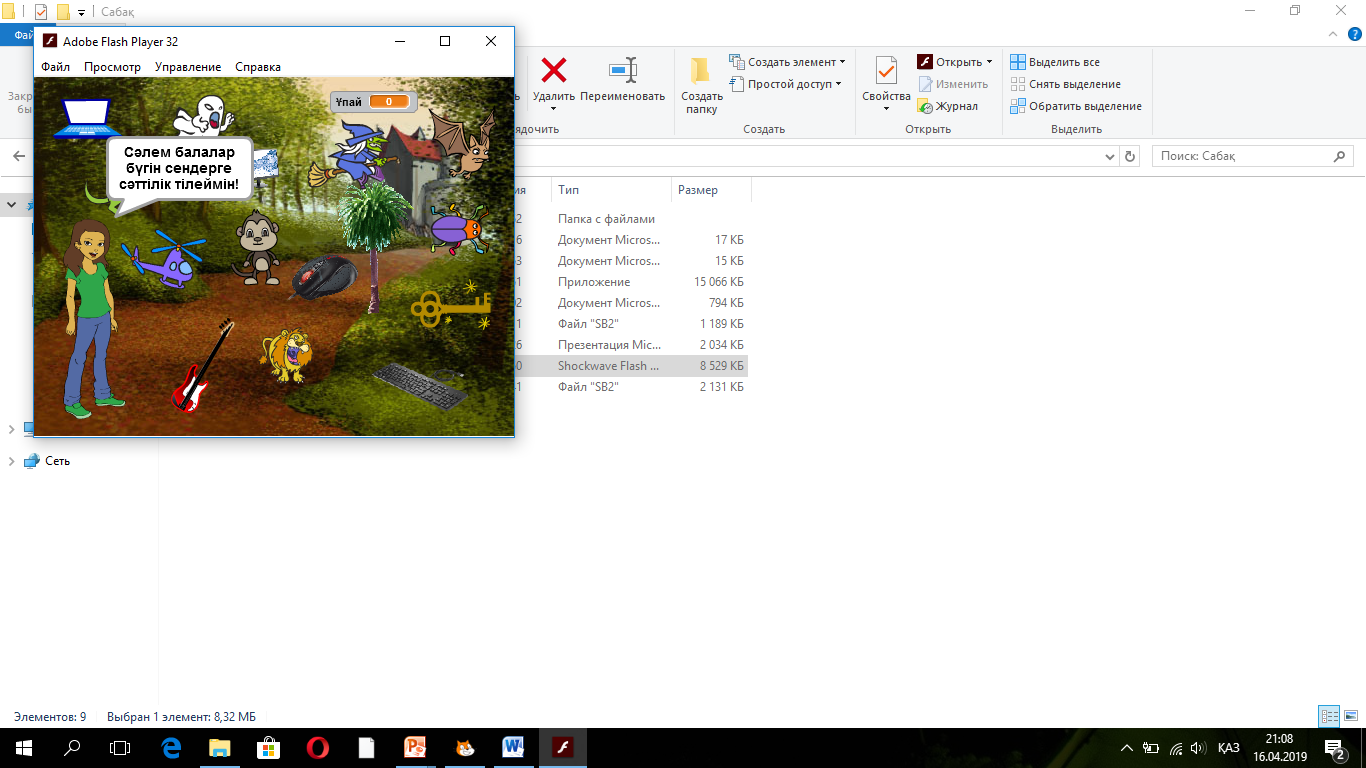 Сабақ
Фай
Adobe Flash Player 32
Файл Просмотр Управление Справка
Ұпай 0
Сәлем балалар
бүгін сендерге
сәттілік тілеймін!
Удалить Переименовать
Создать
папку
Создать элемент
Простой доступ
Создать
Свойства
Открыть
Изменить
Журнал
Открыть
Выделить все
Снять выделение
Обратить выделение
Выделить
Поиск: Сабақ
Тип Размер
Папка с файлами
Документ Micros... 17 КБ
Документ Micros... 15 КБ
Приложение 15 066 КБ
Документ Micros... 794 КБ
Файл "SB2" 1 189 КБ
Презентация Mic... 2 034 КБ
Shockwave Flash ... 8 529 КБ
Файл "SB2" 2 131 КБ
Сеть
Элементов: 9 Выбран 1 элемент: 8,32 МБ
ҚАЗ
21:08
16.04.2019
2